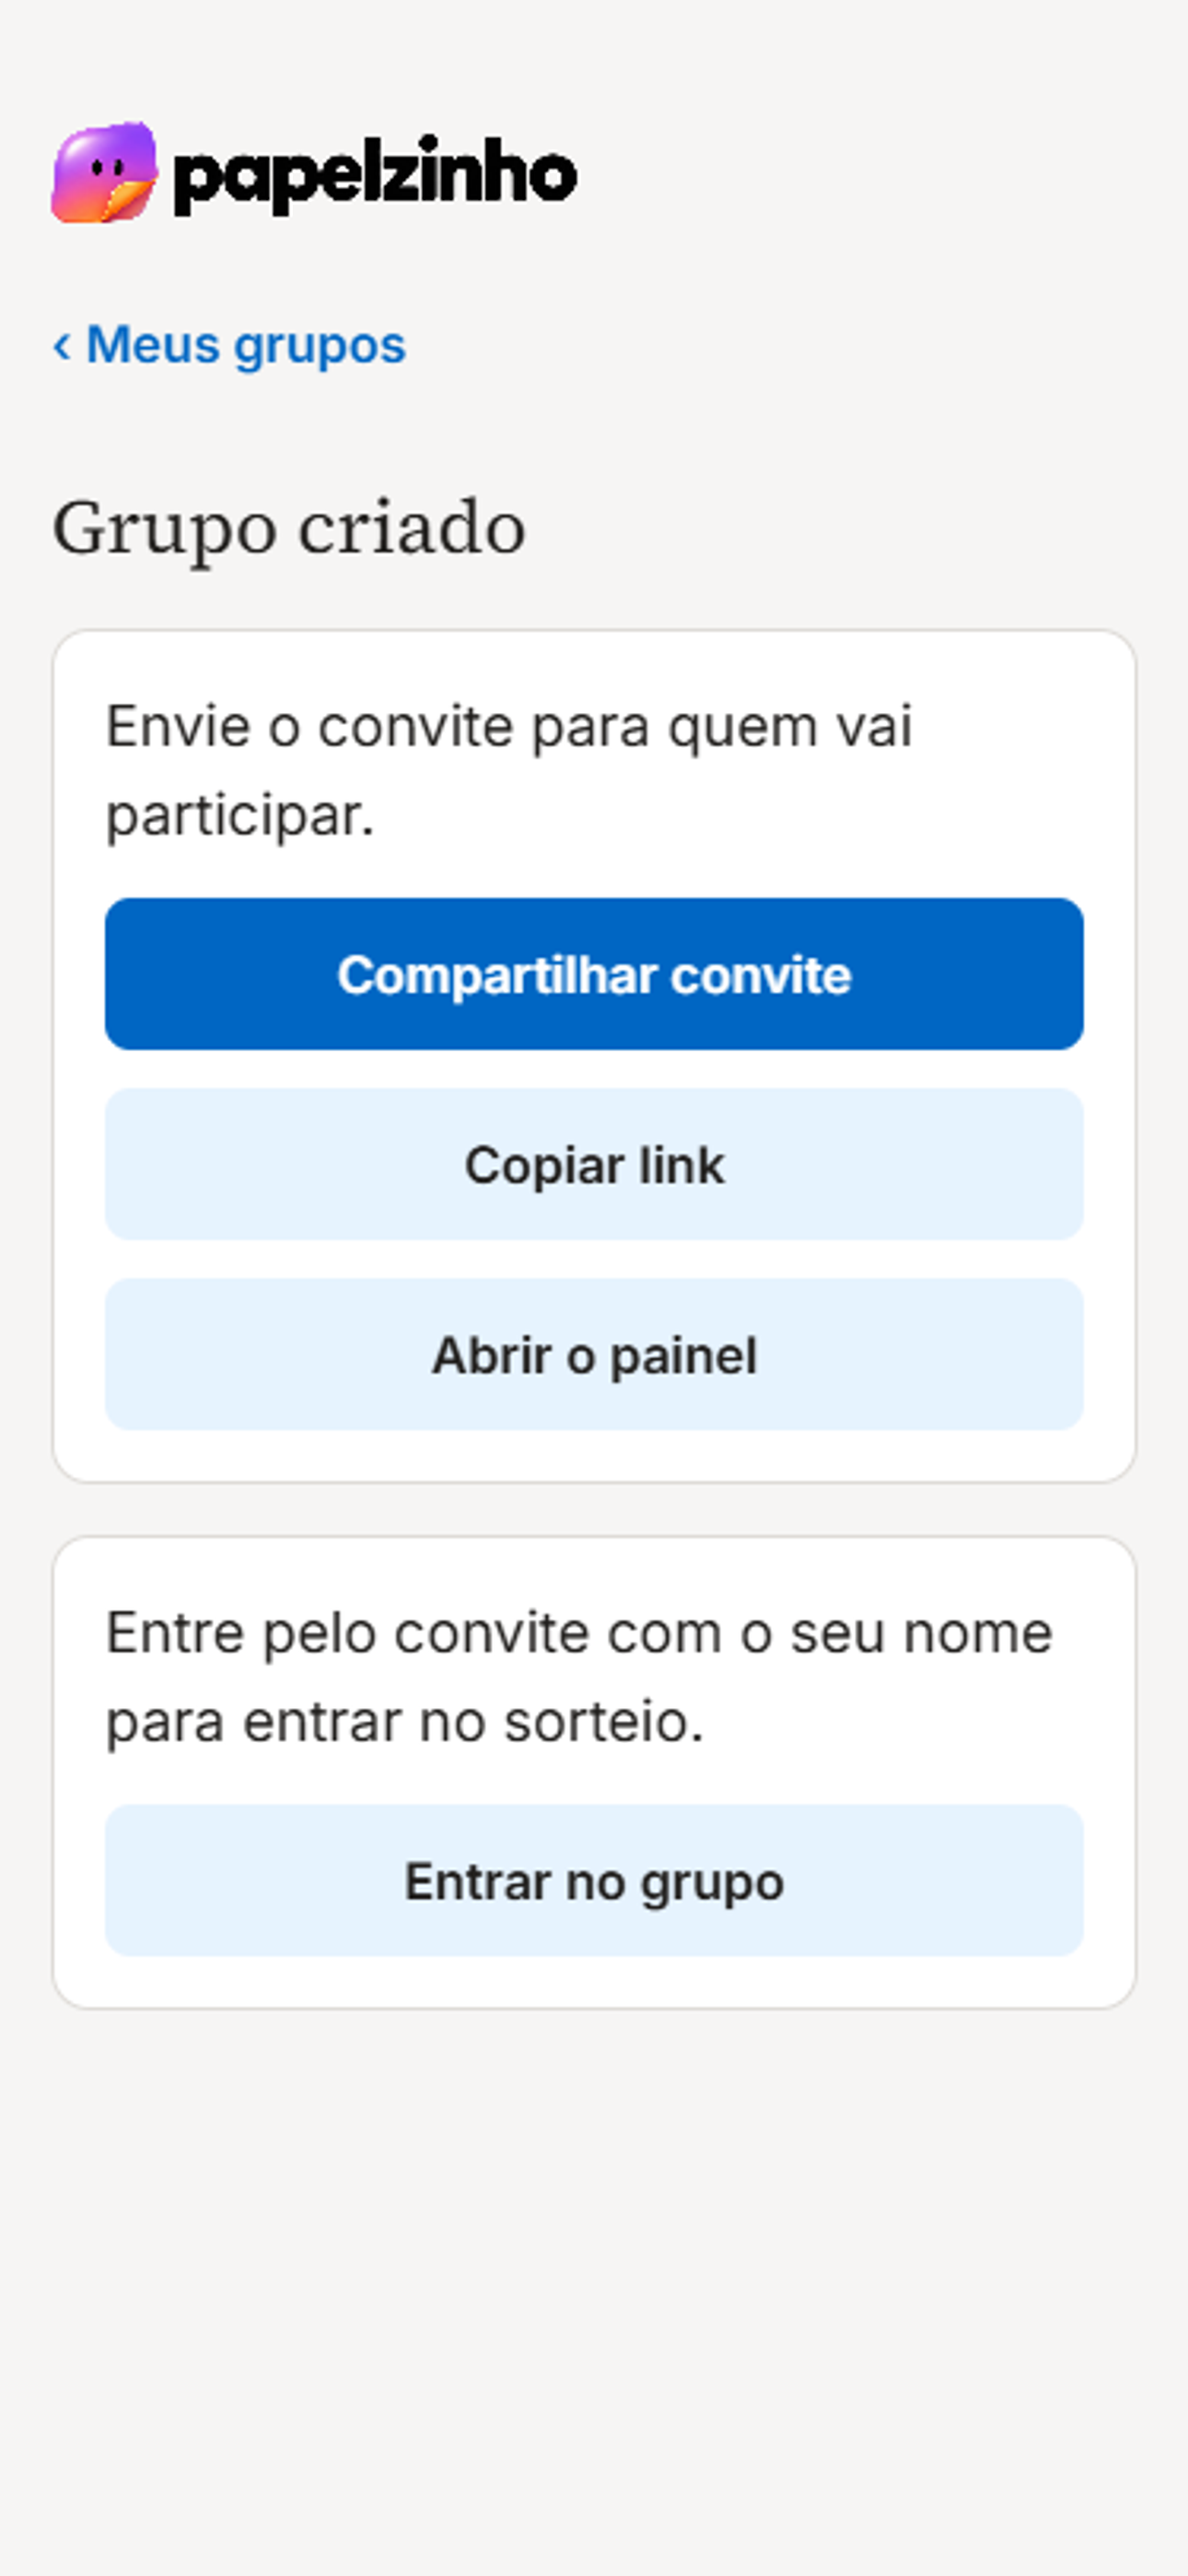 papelzinho
‹ Meus grupos
Grupo criado
Envie o convite para quem vai
participar.
Compartilhar convite
Copiar link
Abrir o painel
Entre pelo convite com o seu nome
para entrar no sorteio.
Entrar no grupo